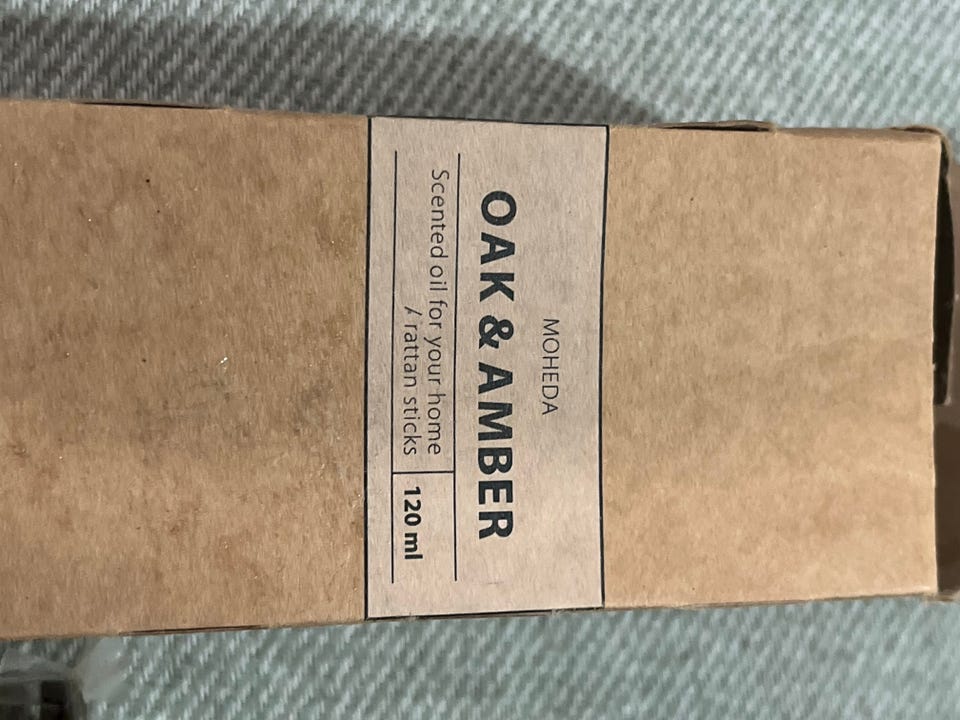 MOHEDA
OAK & AMBER
Scented oil for your home
/ rattan sticks
120 ml